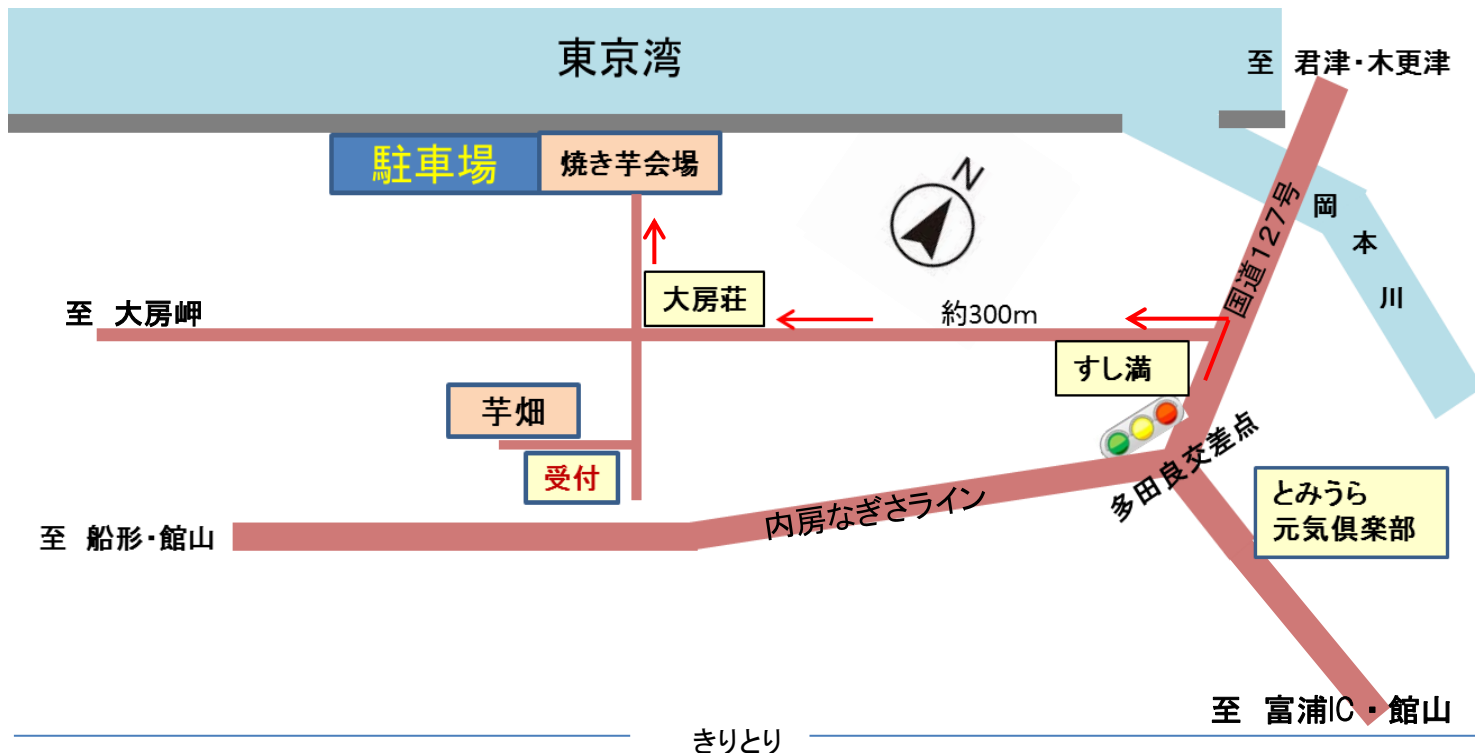 東京湾
至　君津・木更津
駐車場
焼き芋会場
N
岡本川
国道127号
大房荘
至　大房岬
約300m
すし満
芋畑
受付
多田良交差点
とみうら
元気倶楽部
内房なぎさライン
至　船形・館山
至　富浦IC・館山
きりとり